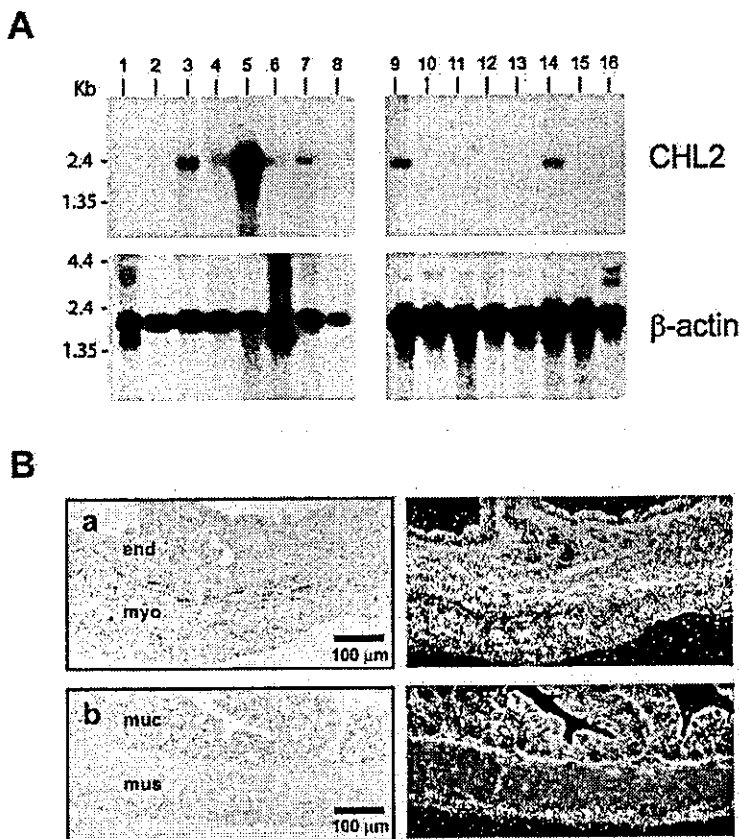 A
1 2 3 4 5 6 7 8
9 10 11 12 13 14 15 16
Kb
2.4 -
1.35 -
CHL2
4.4 -
2.4 -
1.35 -
β-actin
B
a
end
myo
100 μm
b
muc
mus
100 μm